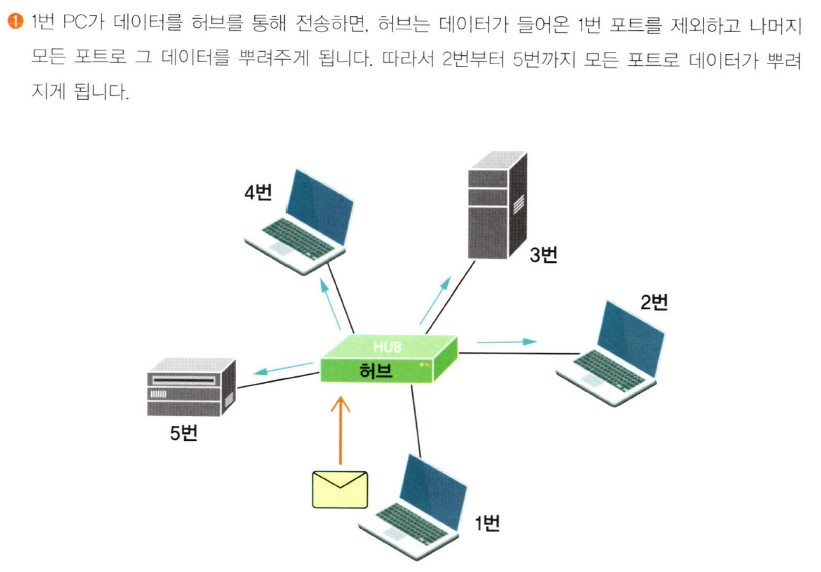 ❶ 1번 PC가 데이터를 허브를 통해 전송하면, 허브는 데이터가 들어온 1번 포트를 제외하고 나머지
모든 포트로 그 데이터를 뿌려주게 됩니다. 따라서 2번부터 5번까지 모든 포트로 데이터가 뿌려
지게 됩니다.
4번
3번
2번
HUB
허브
5번
1번